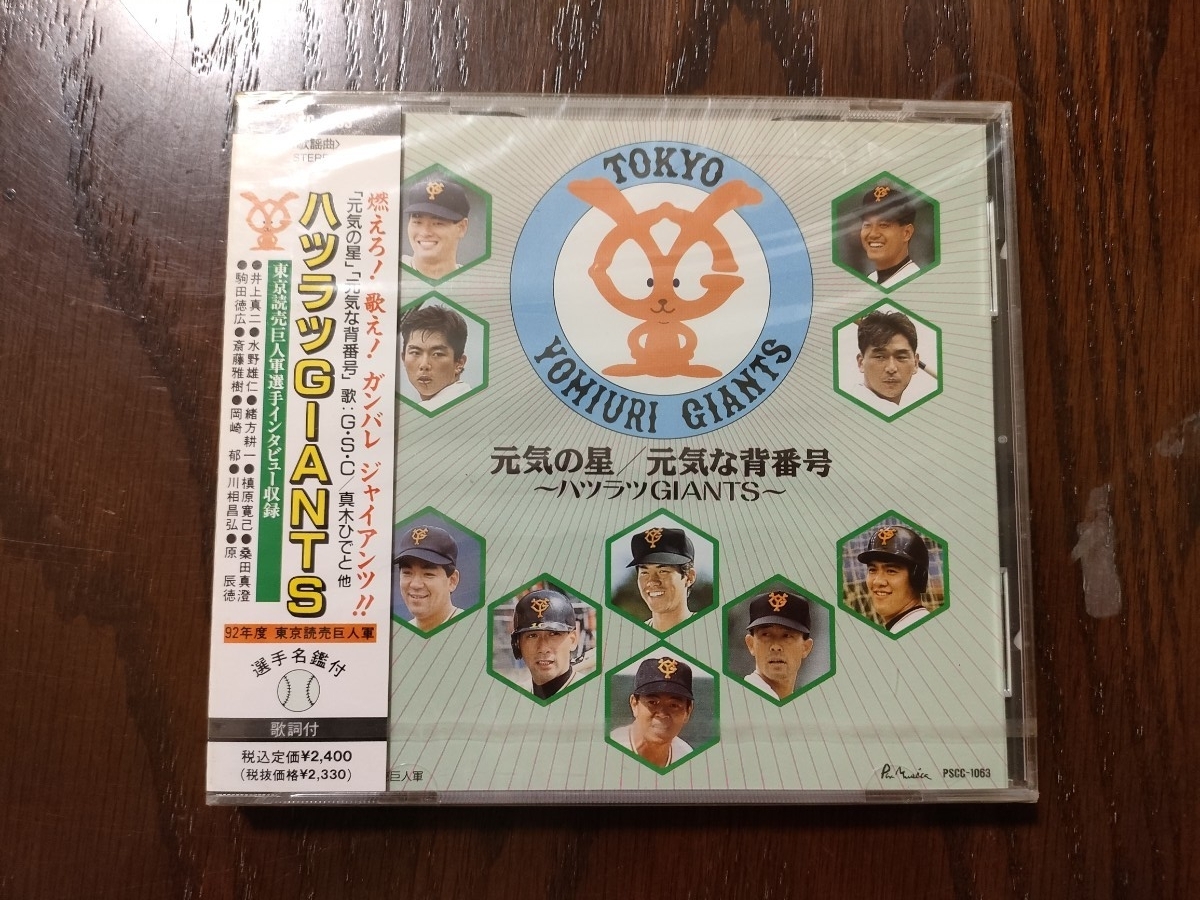 〈歌謡曲〉
STEREO
燃えろ！歌え！ガンバレ ジャイアンツ!!
「元気の星」「元気な背番号」歌：G・S・C／真木ひでと 他
ハツラツGIANTS
東京読売巨人軍選手インタビュー収録
●井上真二●水野雄仁●緒方耕一●槙原寛己●桑田真澄
●駒田徳広●斎藤雅樹●岡崎 郁●川相昌弘●原 辰徳
92年度 東京読売巨人軍
選手名鑑付
歌詞付
税込定価¥2,400
(税抜価格¥2,330)
TOKYO
YOMIURI GIANTS
元気の星／元気な背番号
〜ハツラツGIANTS〜
巨人軍
Pan Musica
PSCC-1063